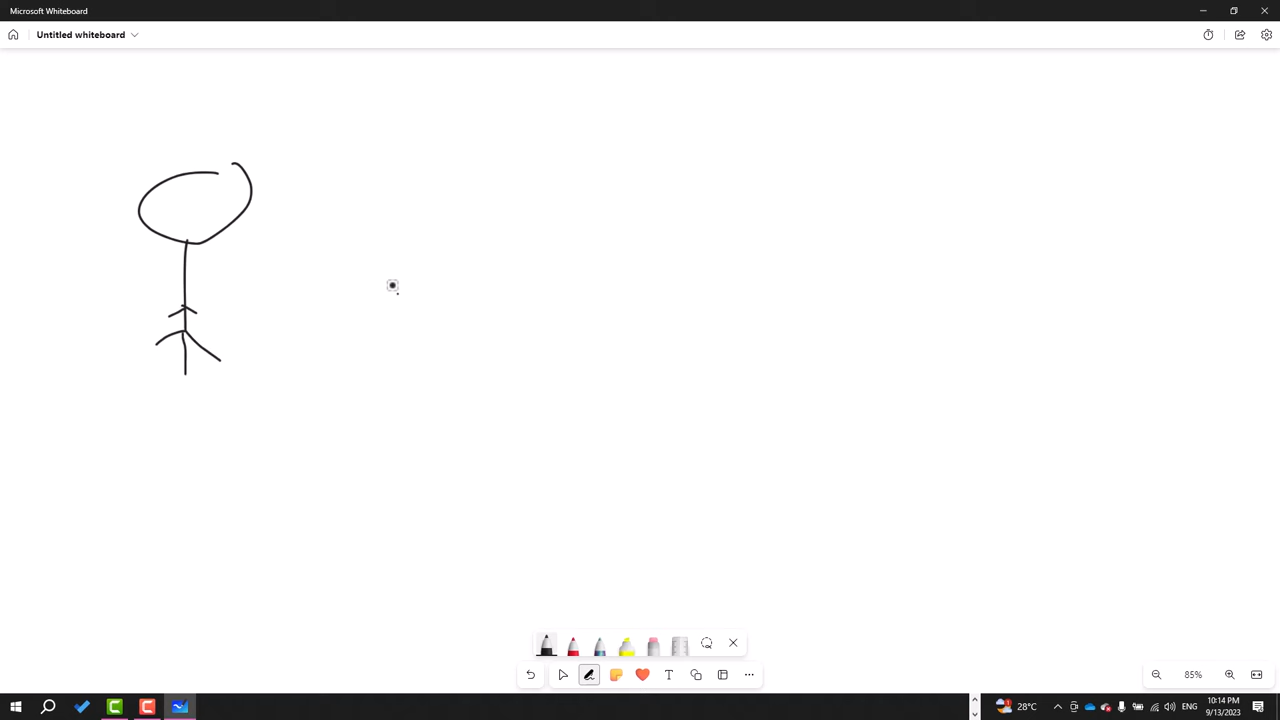 Microsoft Whiteboard
Untitled whiteboard
T
85%
28°C
ENG
10:14 PM
9/13/2023